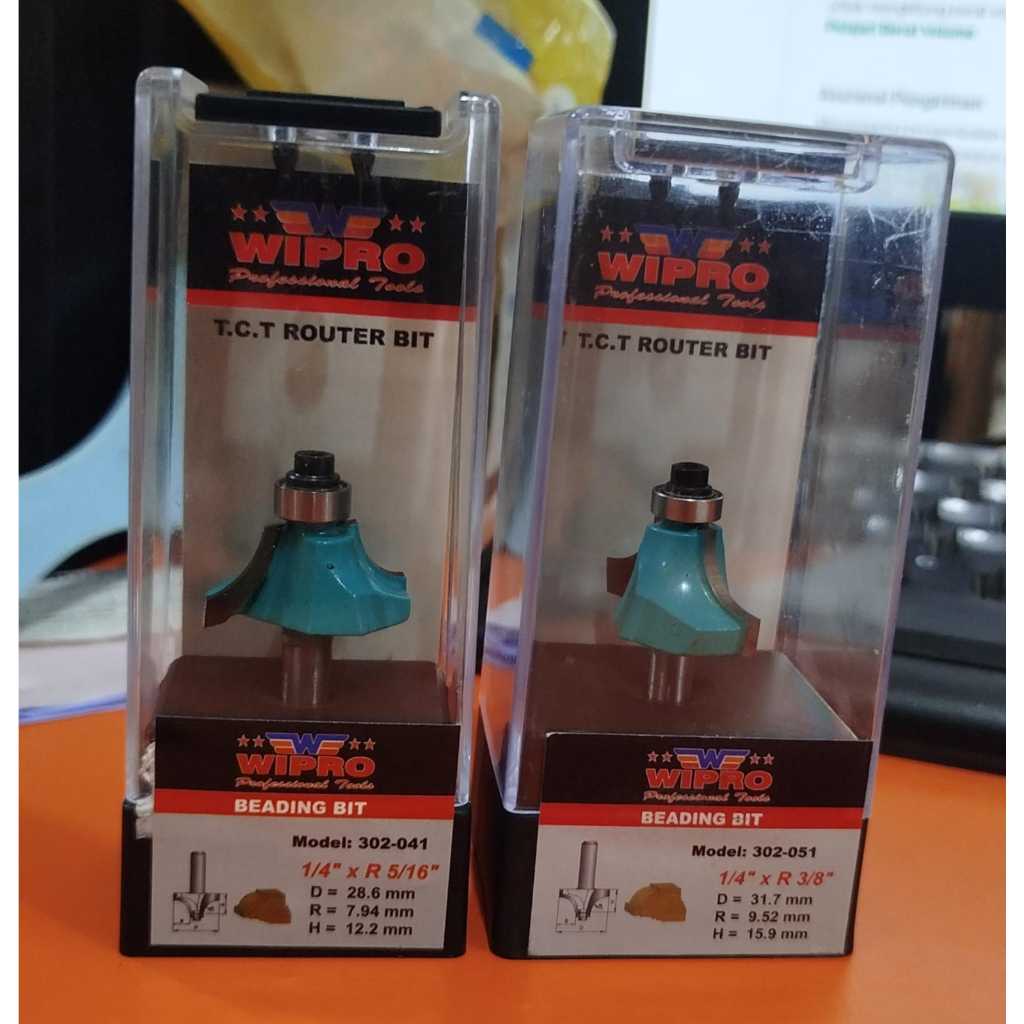 WIPRO
Professional Tools
T.C.T ROUTER BIT
WIPRO
Professional Tools
BEADING BIT
Model: 302-041
1/4" x R 5/16"
D = 28.6 mm
R = 7.94 mm
H = 12.2 mm
WIPRO
Professional Tools
T.C.T ROUTER BIT
WIPRO
Professional Tools
BEADING BIT
Model: 302-051
1/4" x R 3/8"
D = 31.7 mm
R = 9.52 mm
H = 15.9 mm